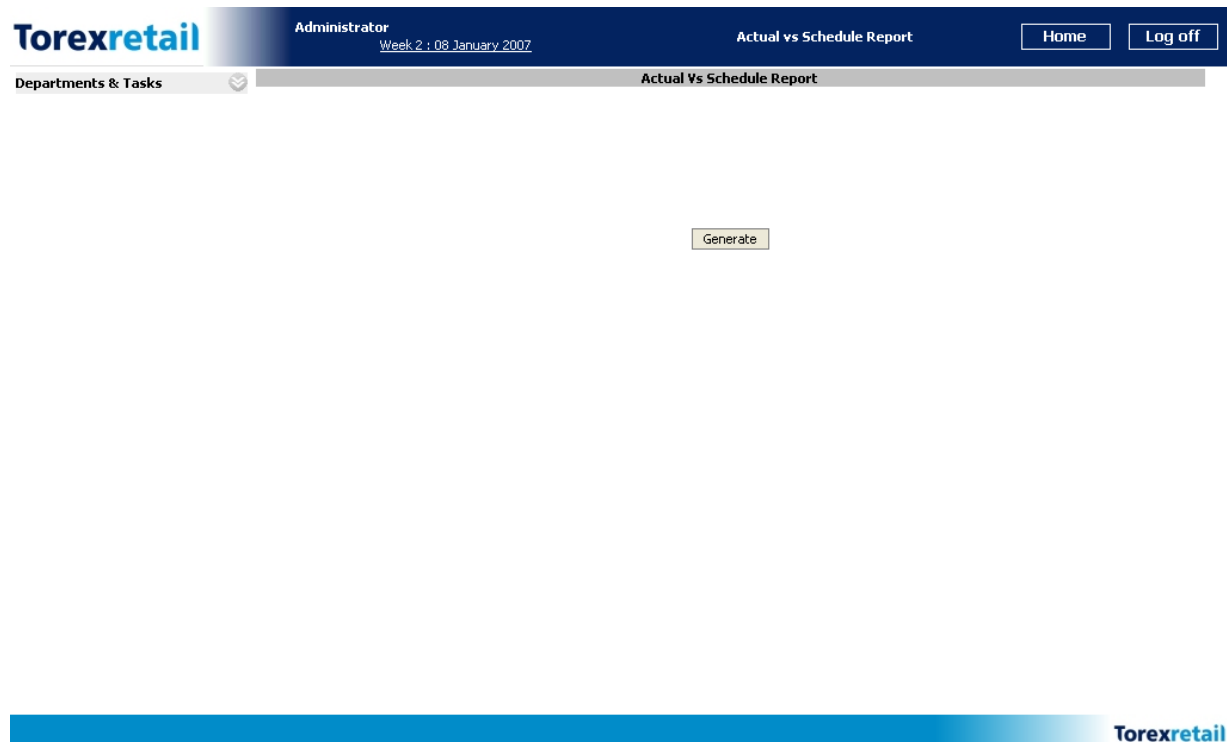 Torexretail
Administrator
Week 2 : 08 January 2007
Actual vs Schedule Report
Home
Log off
Departments & Tasks
Actual Vs Schedule Report
Generate
Torexretail